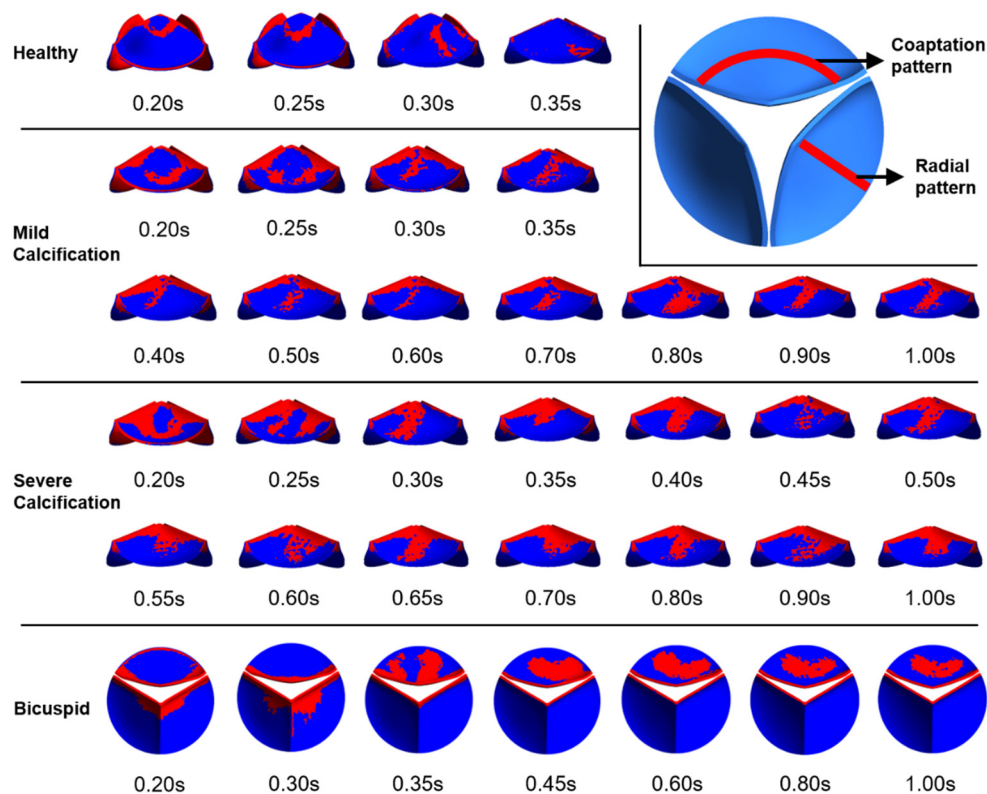 Healthy
0.20s 0.25s 0.30s 0.35s
Coaptation
pattern
Radial
pattern
Mild
Calcification
0.20s 0.25s 0.30s 0.35s
0.40s 0.50s 0.60s 0.70s 0.80s 0.90s 1.00s
Severe
Calcification
0.20s 0.25s 0.30s 0.35s 0.40s 0.45s 0.50s
0.55s 0.60s 0.65s 0.70s 0.80s 0.90s 1.00s
Bicuspid
0.20s 0.30s 0.35s 0.45s 0.60s 0.80s 1.00s